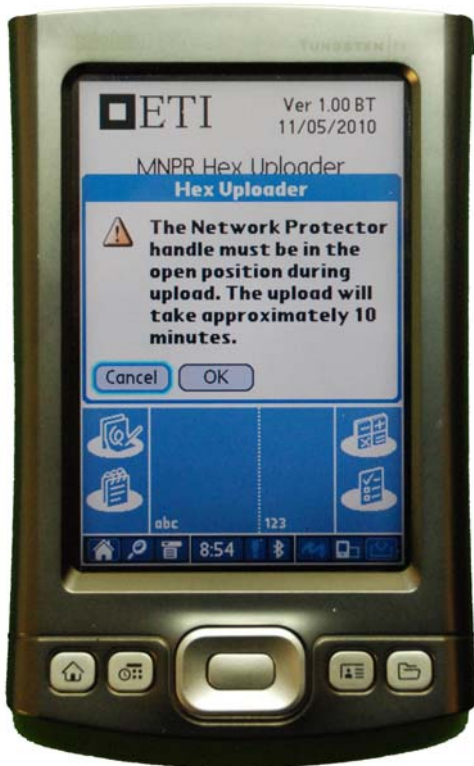 TUNGSTEN
ETI
Ver 1.00 BT
11/05/2010
MNPR Hex Uploader
Hex Uploader
The Network Protector
handle must be in the
open position during
upload. The upload will
take approximately 10
minutes.
Cancel OK
abc 123
8:54